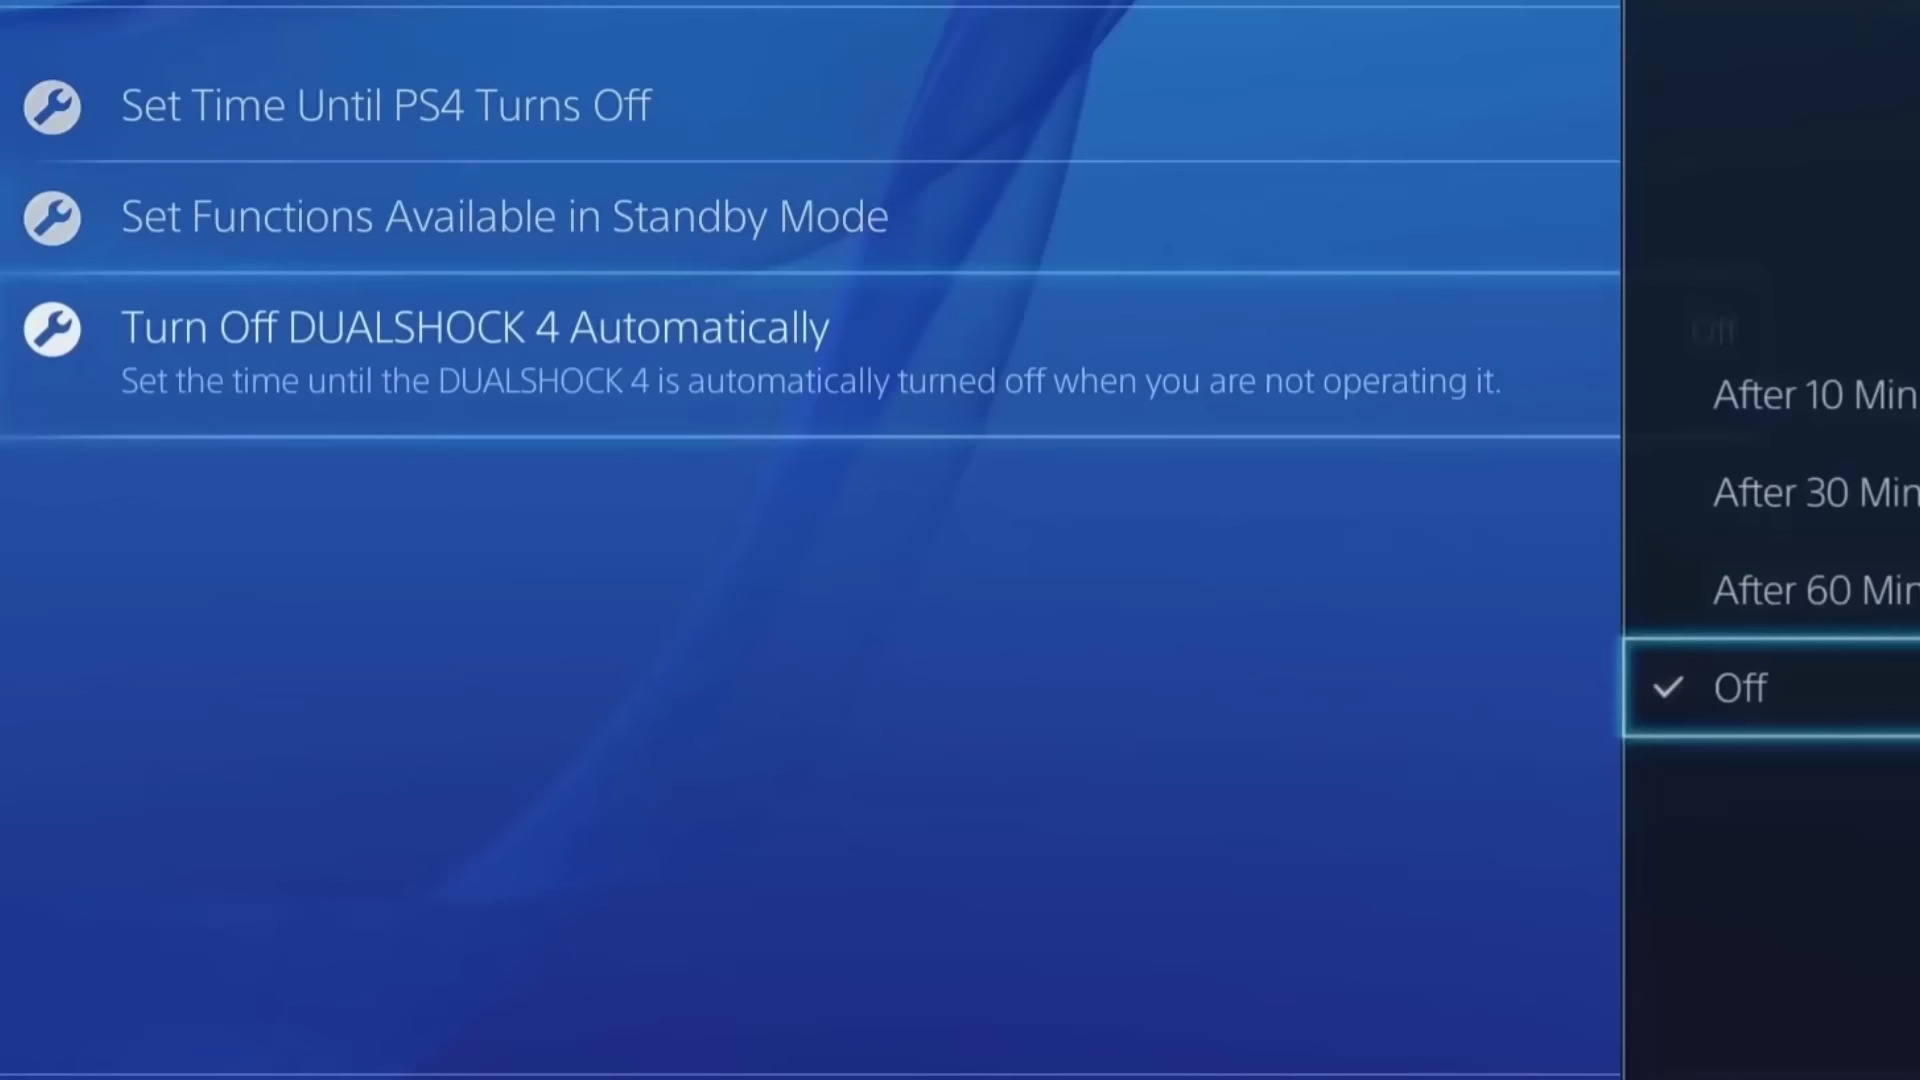 Set Time Until PS4 Turns Off
Set Functions Available in Standby Mode
Turn Off DUALSHOCK 4 Automatically
Set the time until the DUALSHOCK 4 is automatically turned off when you are not operating it.
Off
After 10 Min
After 30 Min
After 60 Min
Off